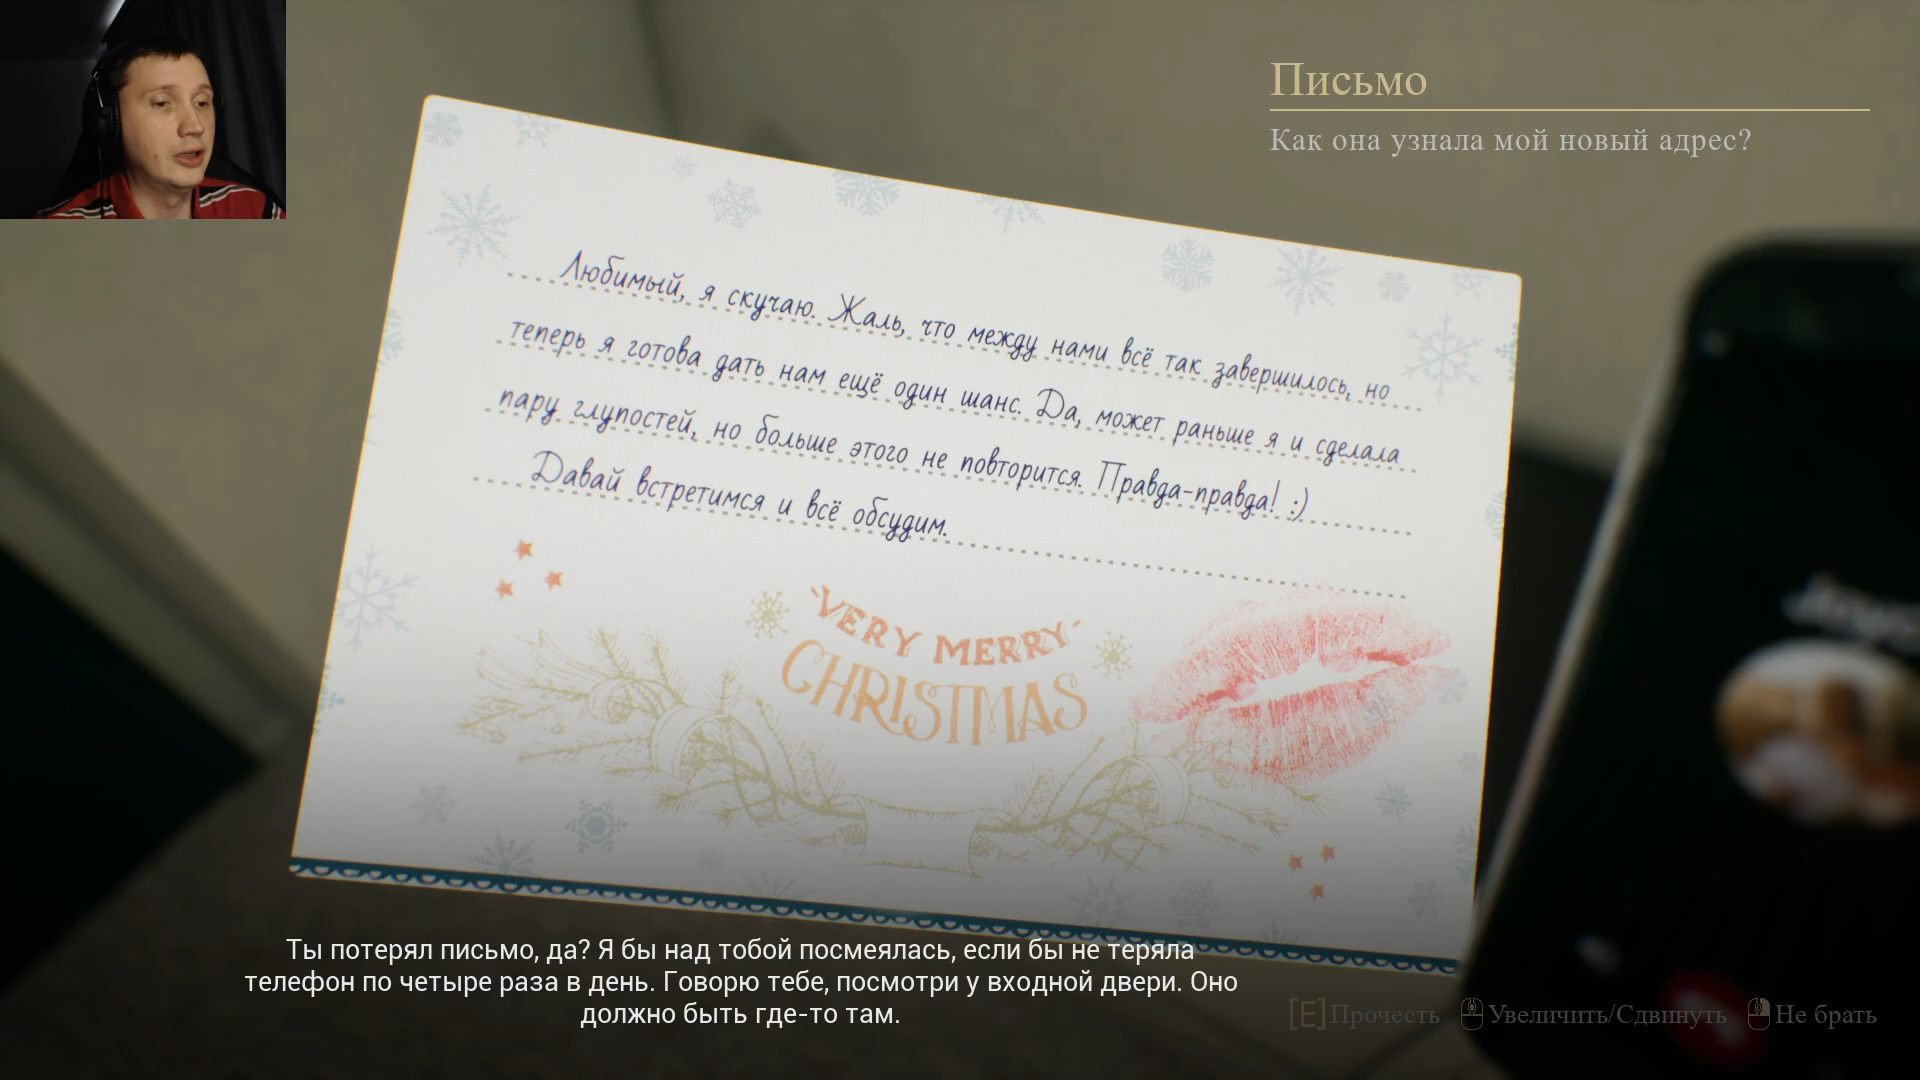 Письмо
Как она узнала мой новый адрес?
Любимый, я скучаю. Жаль, что между нами всё так завершилось, но
теперь я готова дать нам ещё один шанс. Да, может раньше я и сделала
пару глупостей, но больше этого не повторится. Правда-правда! :)
Давай встретимся и всё обсудим.
VERY MERRY
CHRISTMAS
Ты потерял письмо, да? Я бы над тобой посмеялась, если бы не теряла
телефон по четыре раза в день. Говорю тебе, посмотри у входной двери. Оно
должно быть где-то там.
[E] Прочесть Увеличить/Сдвинуть Не брать